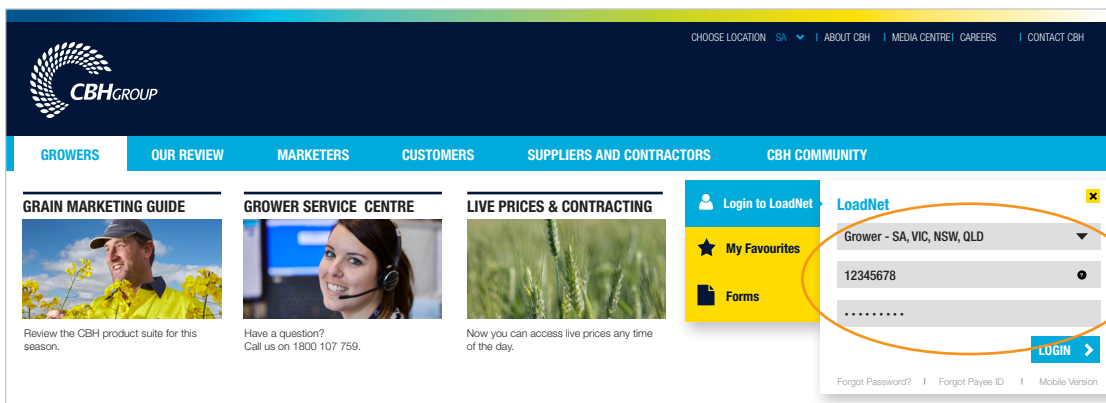 CHOOSE LOCATION SA | ABOUT CBH | MEDIA CENTRE| CAREERS | CONTACT CBH
CBHGROUP
GROWERS OUR REVIEW MARKETERS CUSTOMERS SUPPLIERS AND CONTRACTORS CBH COMMUNITY
GRAIN MARKETING GUIDE
Review the CBH product suite for this
season.
GROWER SERVICE CENTRE
Have a question?
Call us on 1800 107 759.
LIVE PRICES & CONTRACTING
Now you can access live prices any time
of the day.
Login to LoadNet
My Favourites
Forms
LoadNet
Grower - SA, VIC, NSW, QLD
12345678
•••••••••
LOGIN
Forgot Password? | Forgot Payee ID | Mobile Version